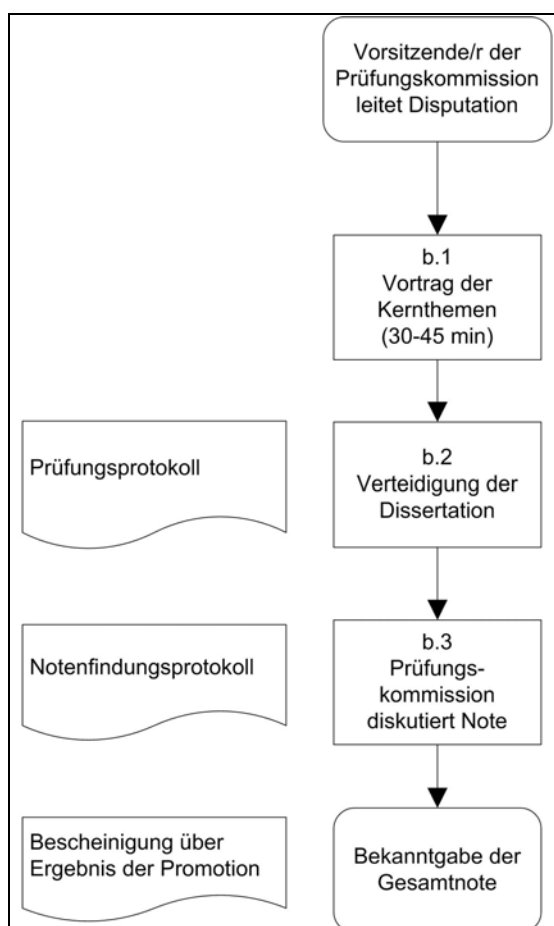 Vorsitzende/r der
Prüfungskommission
leitet Disputation
b.1
Vortrag der
Kernthemen
(30-45 min)
Prüfungsprotokoll
b.2
Verteidigung der
Dissertation
Notenfindungsprotokoll
b.3
Prüfungs-
kommission
diskutiert Note
Bescheinigung über
Ergebnis der Promotion
Bekanntgabe der
Gesamtnote